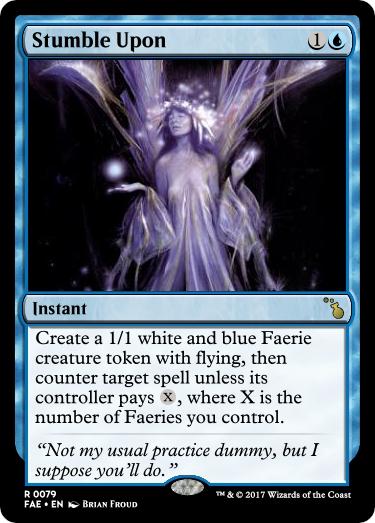 Stumble Upon 1
Instant
Create a 1/1 white and blue Faerie
creature token with flying, then
counter target spell unless its
controller pays X, where X is the
number of Faeries you control.
“Not my usual practice dummy, but I
suppose you’ll do.”
R 0079
FAE • EN Brian Froud
™ & © 2017 Wizards of the Coast